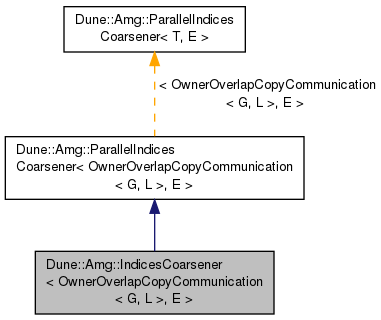 Dune::Amg::ParallelIndices
Coarsener< T, E >
< OwnerOverlapCopyCommunication
< G, L >, E >
Dune::Amg::ParallelIndices
Coarsener< OwnerOverlapCopyCommunication
< G, L >, E >
Dune::Amg::IndicesCoarsener
< OwnerOverlapCopyCommunication
< G, L >, E >